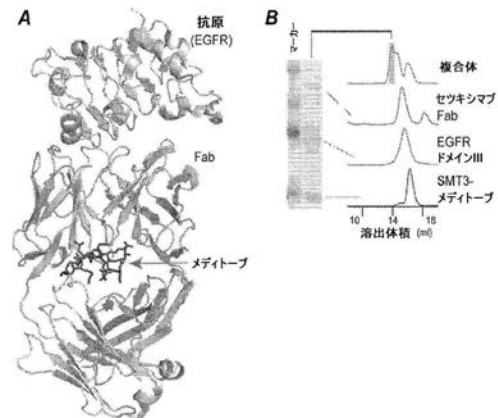 A
抗原
(EGFR)
Fab
メディトープ
B
マーカー
複合体
セツキシマブ
Fab
EGFR
ドメインIII
SMT3-
メディトープ
10 14 18
溶出体積 (ml)